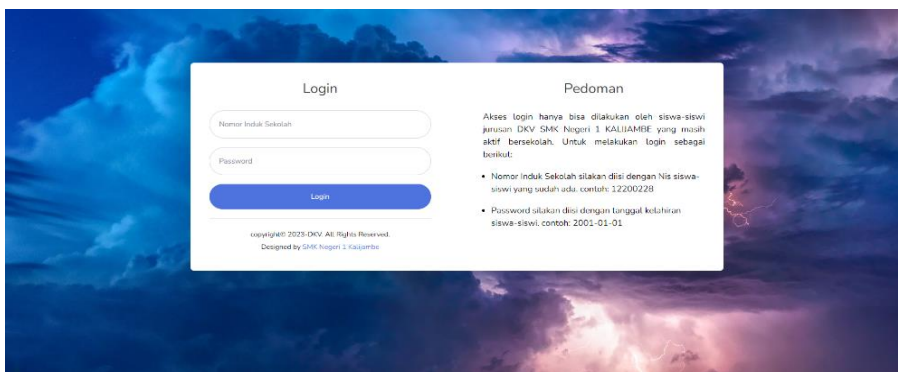 Login
Nomor Induk Sekolah
Password
Login
copyright© 2023-DKV. All Rights Reserved.
Designed by SMK Negeri 1 Kalijambe
Pedoman
Akses login hanya bisa dilakukan oleh siswa-siswi
jurusan DKV SMK Negeri 1 KALIJAMBE yang masih
aktif bersekolah. Untuk melakukan login sebagai
berikut:
• Nomor Induk Sekolah silakan diisi dengan Nis siswa-
siswi yang sudah ada. contoh: 12200228
• Password silakan diisi dengan tanggal kelahiran
siswa-siswi. contoh: 2001-01-01